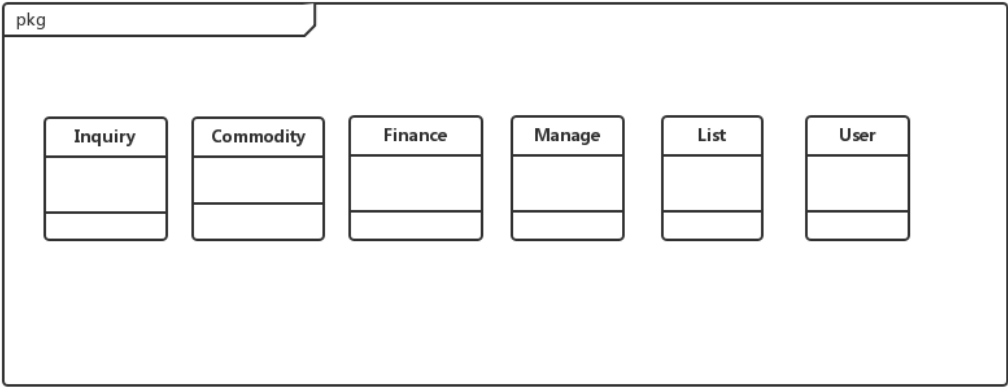 pkg
Inquiry
Commodity
Finance
Manage
List
User